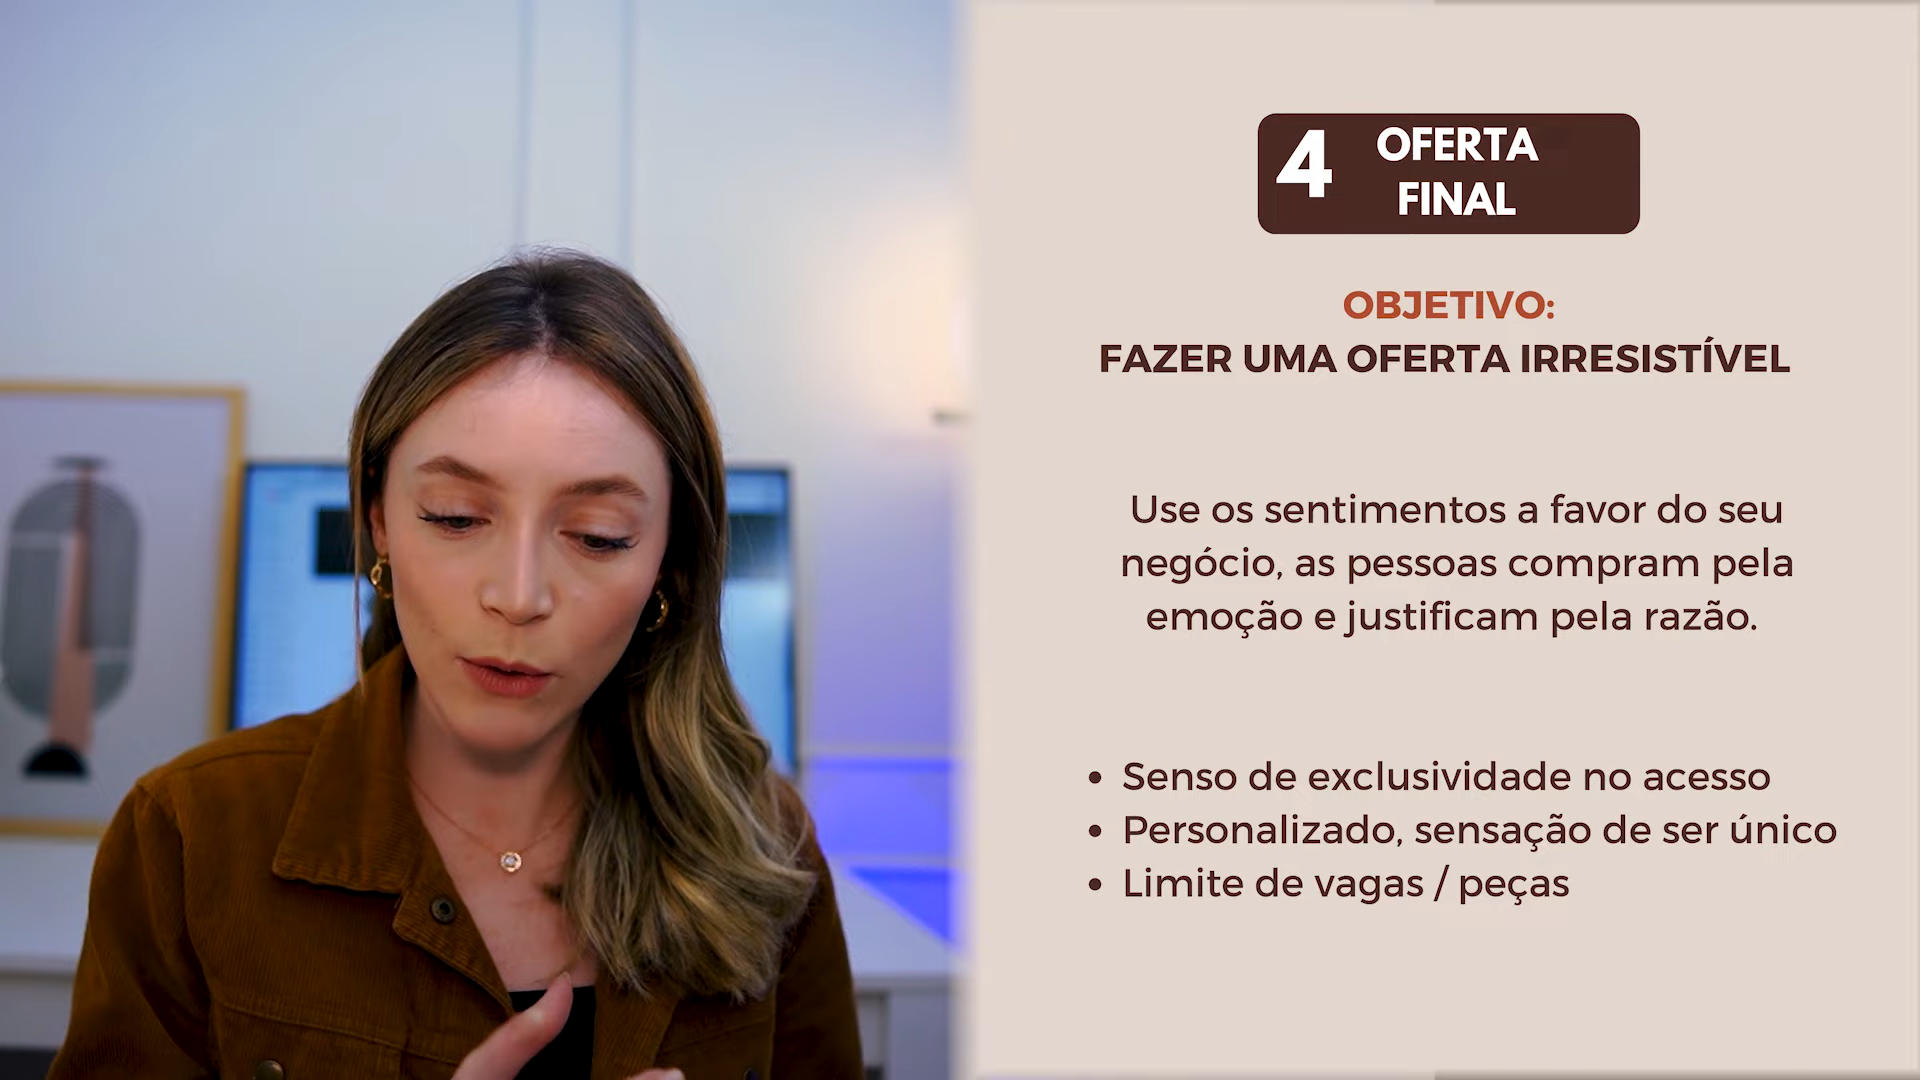 4 OFERTA
FINAL
OBJETIVO:
FAZER UMA OFERTA IRRESISTÍVEL
Use os sentimentos a favor do seu
negócio, as pessoas compram pela
emoção e justificam pela razão.
• Senso de exclusividade no acesso
• Personalizado, sensação de ser único
• Limite de vagas / peças